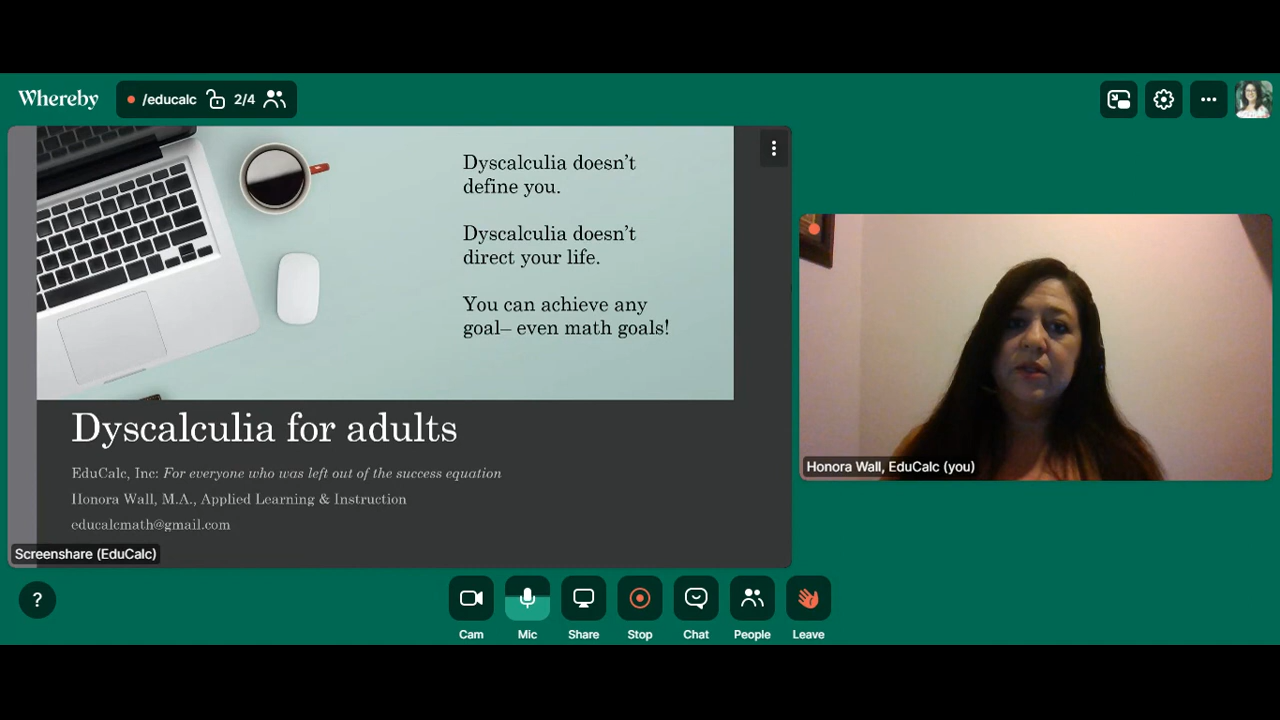 Whereby
/educalc 2/4
Dyscalculia doesn't
define you.
Dyscalculia doesn't
direct your life.
You can achieve any
goal– even math goals!
Dyscalculia for adults
EduCalc, Inc: For everyone who was left out of the success equation
Honora Wall, M.A., Applied Learning & Instruction
educalcmath@gmail.com
Screenshare (EduCalc)
Honora Wall, EduCalc (you)
?
Cam Mic Share Stop Chat People Leave